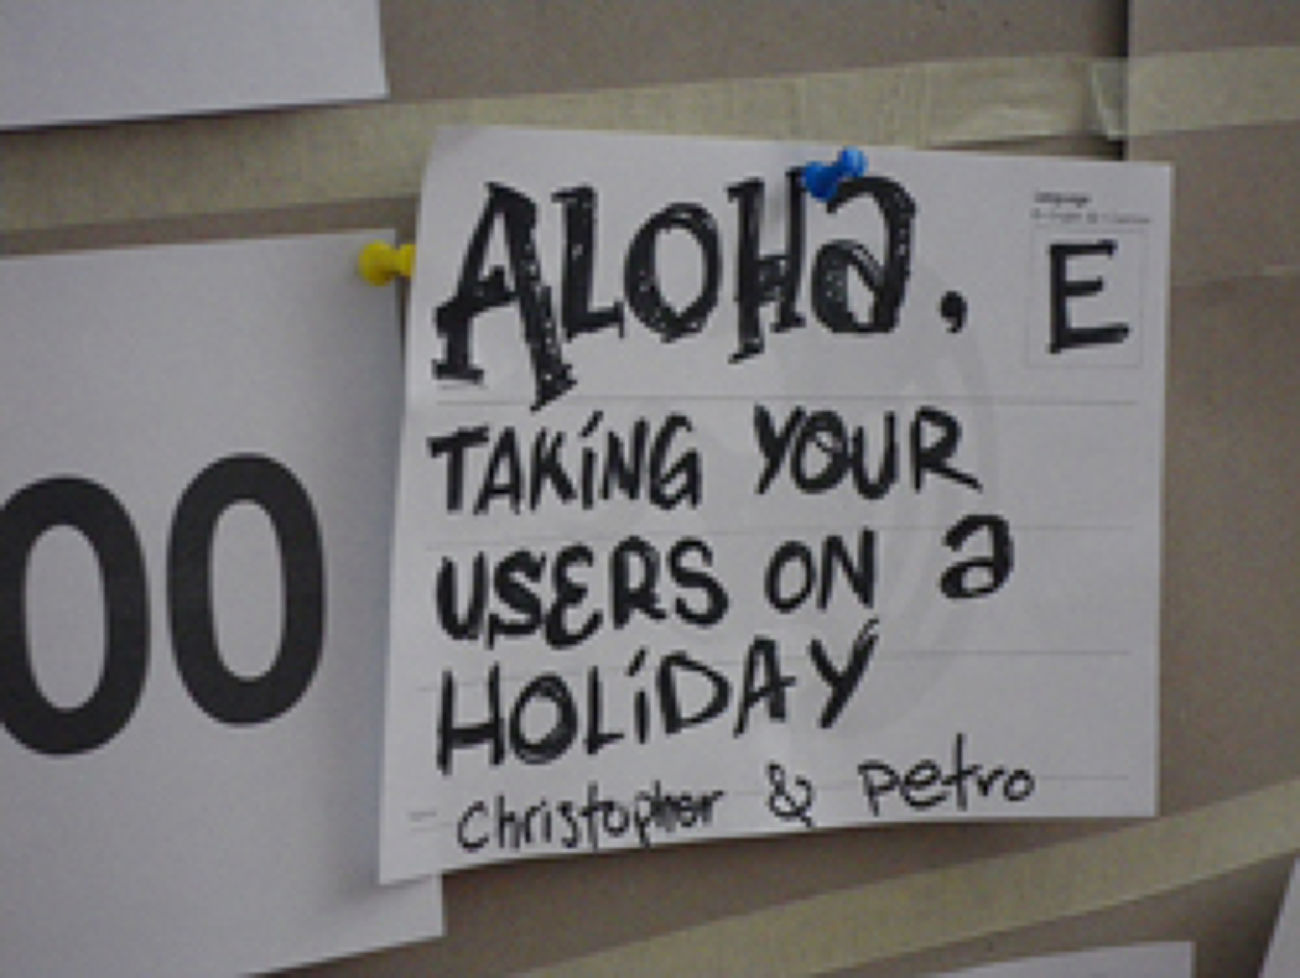 ALOHa, E
TAKING YOUR
USERS ON a
HOLIDAY
Christopher & Petro
00